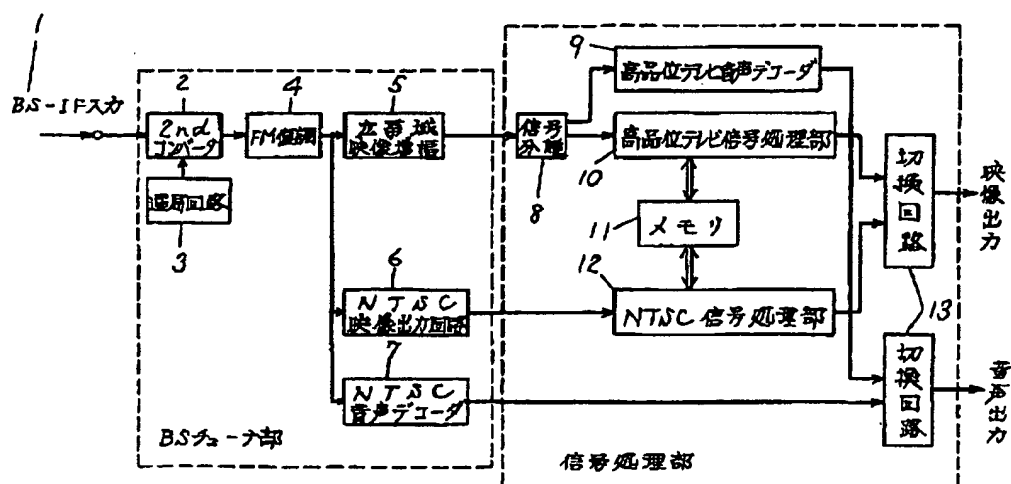 1
BS-IF入力
2
2nd
コンバータ
3
選局回路
4
FM復調
5
広帯域
映像増幅
6
NTSC
映像出力回路
7
NTSC
音声デコーダ
BSチューナ部
8
信号
分離
9
高品位テレビ音声デコーダ
10
高品位テレビ信号処理部
11
メモリ
12
NTSC信号処理部
切換回路
13
切換回路
映像出力
音声出力
信号処理部